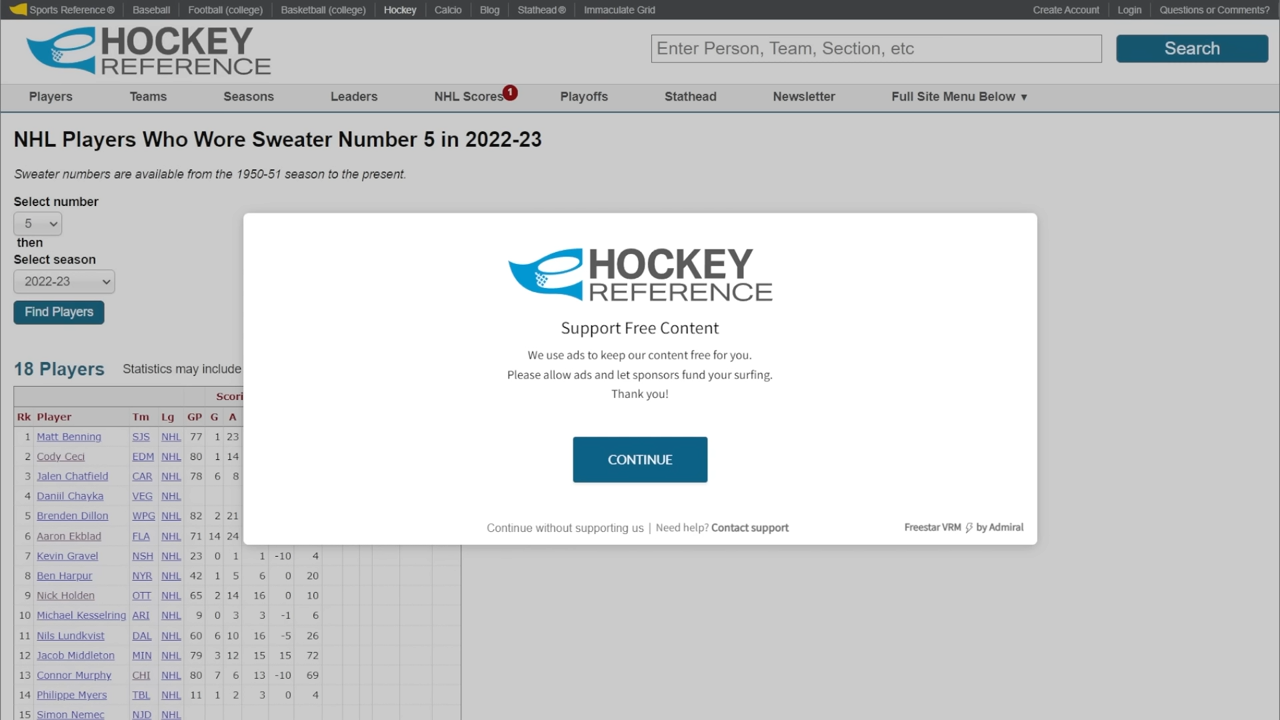 Sports Reference ® Baseball Football (college) Basketball (college) Hockey Calcio Blog Stathead ® Immaculate Grid Create Account Login Questions or Comments?
HOCKEY
REFERENCE
Enter Person, Team, Section, etc
Search
Players Teams Seasons Leaders NHL Scores 1 Playoffs Stathead Newsletter Full Site Menu Below ▼
NHL Players Who Wore Sweater Number 5 in 2022-23
Sweater numbers are available from the 1950-51 season to the present.
Select number
5
then
Select season
2022-23
Find Players
18 Players Statistics may include
Scori
Rk Player Tm Lg GP G A
1 Matt Benning SJS NHL 77 1 23
2 Cody Ceci EDM NHL 80 1 14
3 Jalen Chatfield CAR NHL 78 6 8
4 Daniil Chayka VEG NHL
5 Brenden Dillon WPG NHL 82 2 21
6 Aaron Ekblad FLA NHL 71 14 24
7 Kevin Gravel NSH NHL 23 0 1 1 -10 4
8 Ben Harpur NYR NHL 42 1 5 6 0 20
9 Nick Holden OTT NHL 65 2 14 16 0 10
10 Michael Kesselring ARI NHL 9 0 3 3 -1 6
11 Nils Lundkvist DAL NHL 60 6 10 16 -5 26
12 Jacob Middleton MIN NHL 79 3 12 15 15 72
13 Connor Murphy CHI NHL 80 7 6 13 -10 69
14 Philippe Myers TBL NHL 11 1 2 3 0 4
15 Simon Nemec NJD NHL
HOCKEY
REFERENCE
Support Free Content
We use ads to keep our content free for you.
Please allow ads and let sponsors fund your surfing.
Thank you!
CONTINUE
Continue without supporting us | Need help? Contact support
Freestar VRM by Admiral